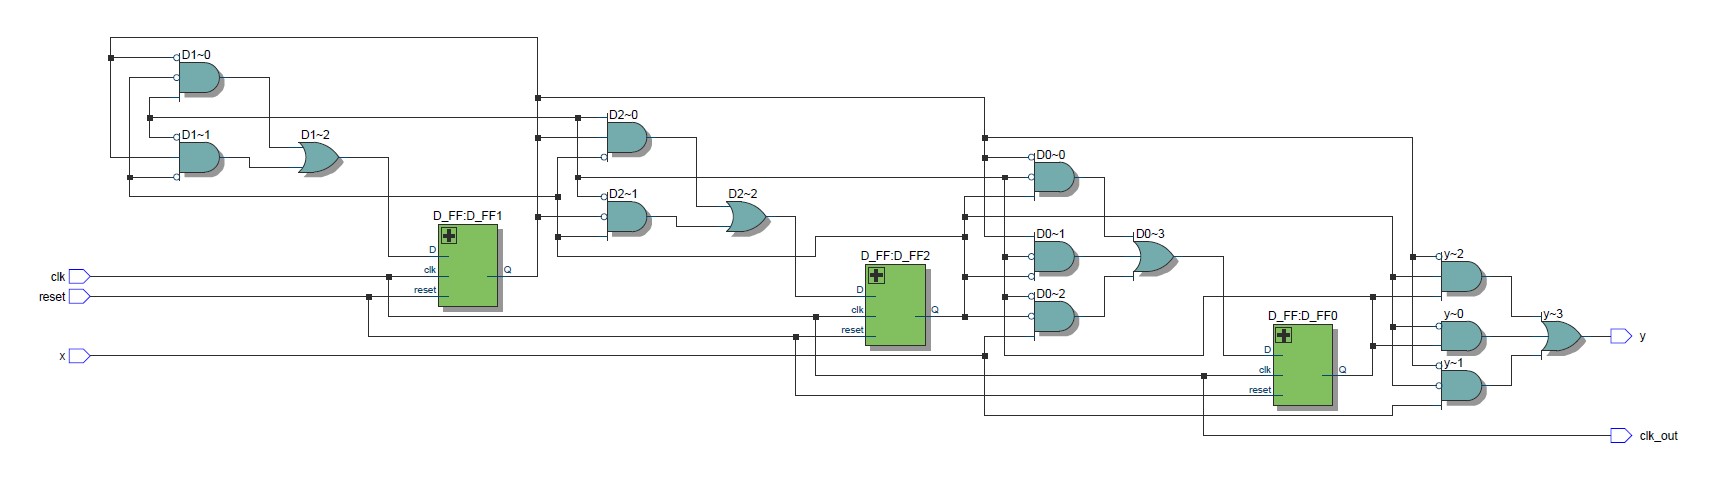 D1~0
D1~1
D1~2
D_FF:D_FF1
D
clk
reset
Q
clk
reset
x
D2~0
D2~1
D2~2
D_FF:D_FF2
D
clk
reset
Q
D0~0
D0~1
D0~2
D0~3
D_FF:D_FF0
D
clk
reset
Q
y~2
y~0
y~1
y~3
y
clk_out